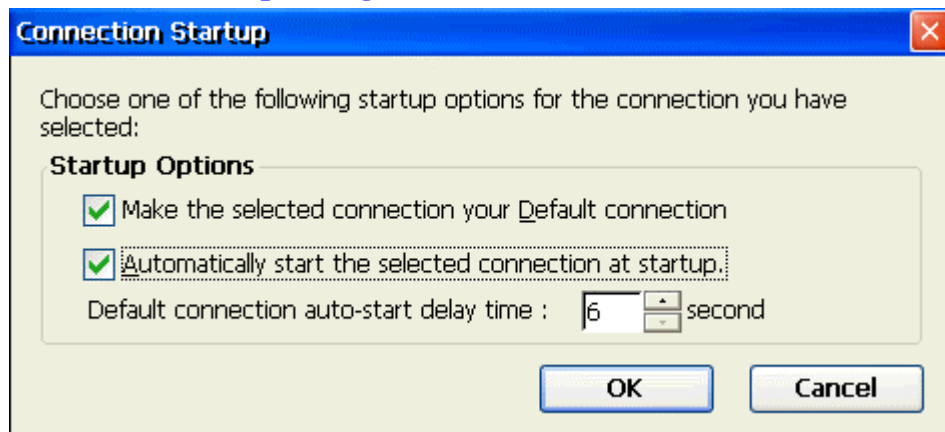 Connection Startup
Choose one of the following startup options for the connection you have
selected:
Startup Options
Make the selected connection your Default connection
Automatically start the selected connection at startup.
Default connection auto-start delay time : 6 second
OK Cancel